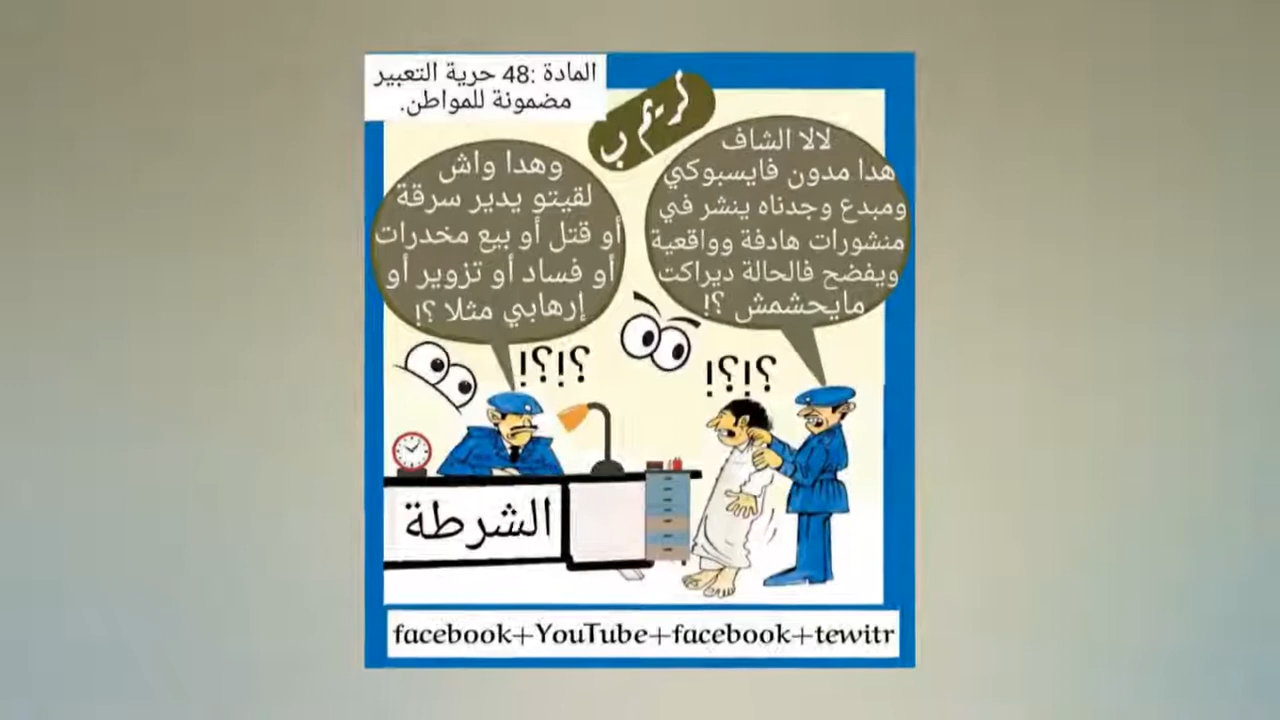 المادة :48 حرية التعبير
مضمونة للمواطن.
كريم ب
لالا الشاف
هدا مدون فايسبوكي
ومبدع وجدناه ينشر في
منشورات هادفة وواقعية
ويفضح فالحالة ديراكت
مايحشمش ؟!
وهدا واش
لقيتو يدير سرقة
أو قتل أو بيع مخدرات
أو فساد أو تزوير أو
إرهابي مثلا ؟!
؟!؟!
؟!؟!
الشرطة
facebook+YouTube+facebook+tewitr